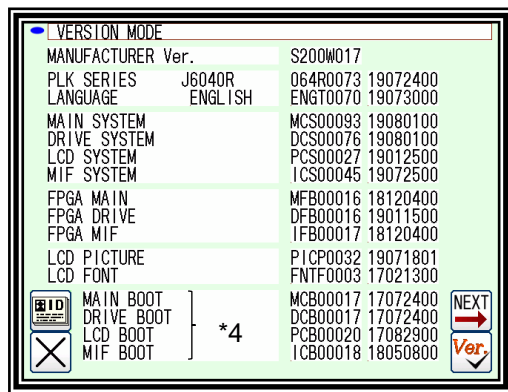 VERSION MODE
MANUFACTURER Ver. S200W017
PLK SERIES J6040R 064R0073 19072400
LANGUAGE ENGLISH ENGT0070 19073000
MAIN SYSTEM MCS00093 19080100
DRIVE SYSTEM DCS00076 19080100
LCD SYSTEM PCS00027 19012500
MIF SYSTEM ICS00045 19072500
FPGA MAIN MFB00016 18120400
FPGA DRIVE DFB00016 19011500
FPGA MIF IFB00017 18120400
LCD PICTURE PICP0032 19071801
LCD FONT FNTF0003 17021300
MAIN BOOT MCB00017 17072400
DRIVE BOOT DCB00017 17072400
LCD BOOT PCB00020 17082900
MIF BOOT ICB00018 18050800
*4
ID
NEXT
Ver.